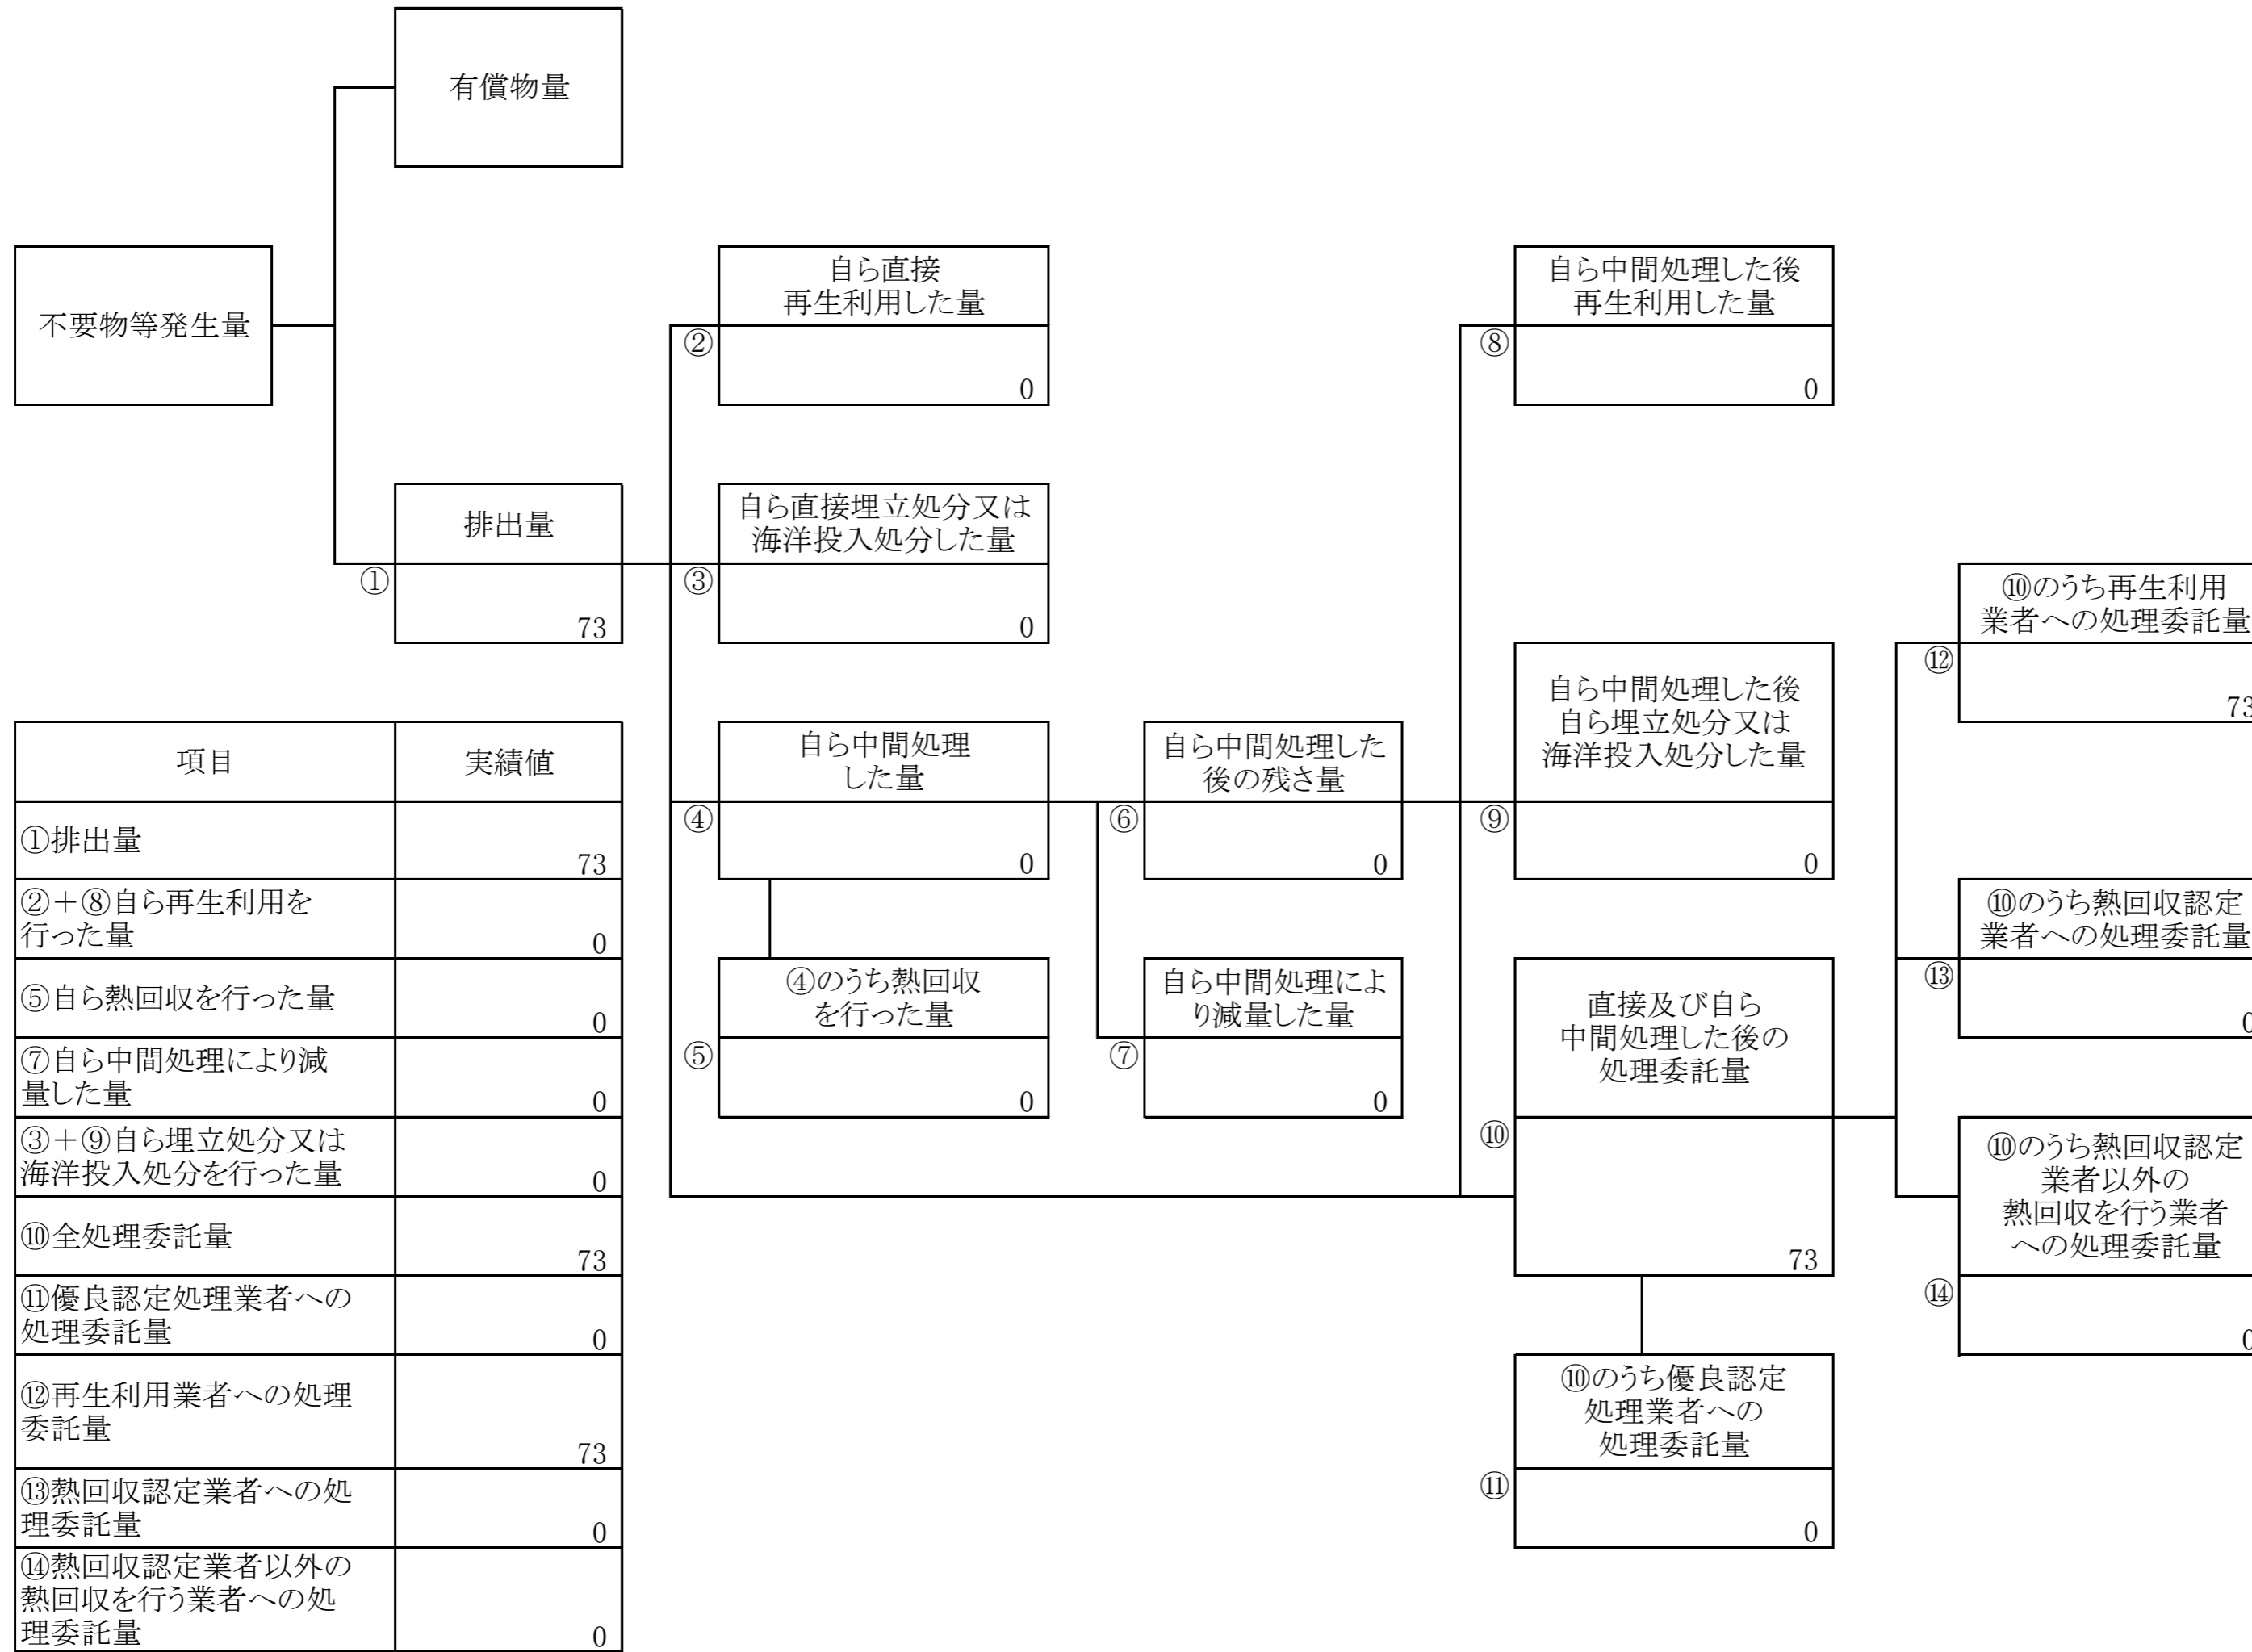 有償物量
不要物等発生量
自ら直接
再生利用した量
②
0
自ら中間処理した後
再生利用した量
⑧
0
排出量
①
73
自ら直接埋立処分又は
海洋投入処分した量
③
0
⑩のうち再生利用
業者への処理委託量
⑫
73
自ら中間処理
した量
④
0
自ら中間処理した
後の残さ量
⑥
0
自ら中間処理した後
自ら埋立処分又は
海洋投入処分した量
⑨
0
④のうち熱回収
を行った量
⑤
0
自ら中間処理によ
り減量した量
⑦
0
直接及び自ら
中間処理した後の
処理委託量
⑩
73
⑩のうち熱回収認定
業者への処理委託量
⑬
0
⑩のうち熱回収認定
業者以外の
熱回収を行う業者
への処理委託量
⑭
0
⑩のうち優良認定
処理業者への
処理委託量
⑪
0
項目 実績値
①排出量
73
②＋⑧自ら再生利用を
行った量
0
⑤自ら熱回収を行った量
0
⑦自ら中間処理により減
量した量
0
③＋⑨自ら埋立処分又は
海洋投入処分を行った量
0
⑩全処理委託量
73
⑪優良認定処理業者への
処理委託量
0
⑫再生利用業者への処理
委託量
73
⑬熱回収認定業者への処
理委託量
0
⑭熱回収認定業者以外の
熱回収を行う業者への処
理委託量
0